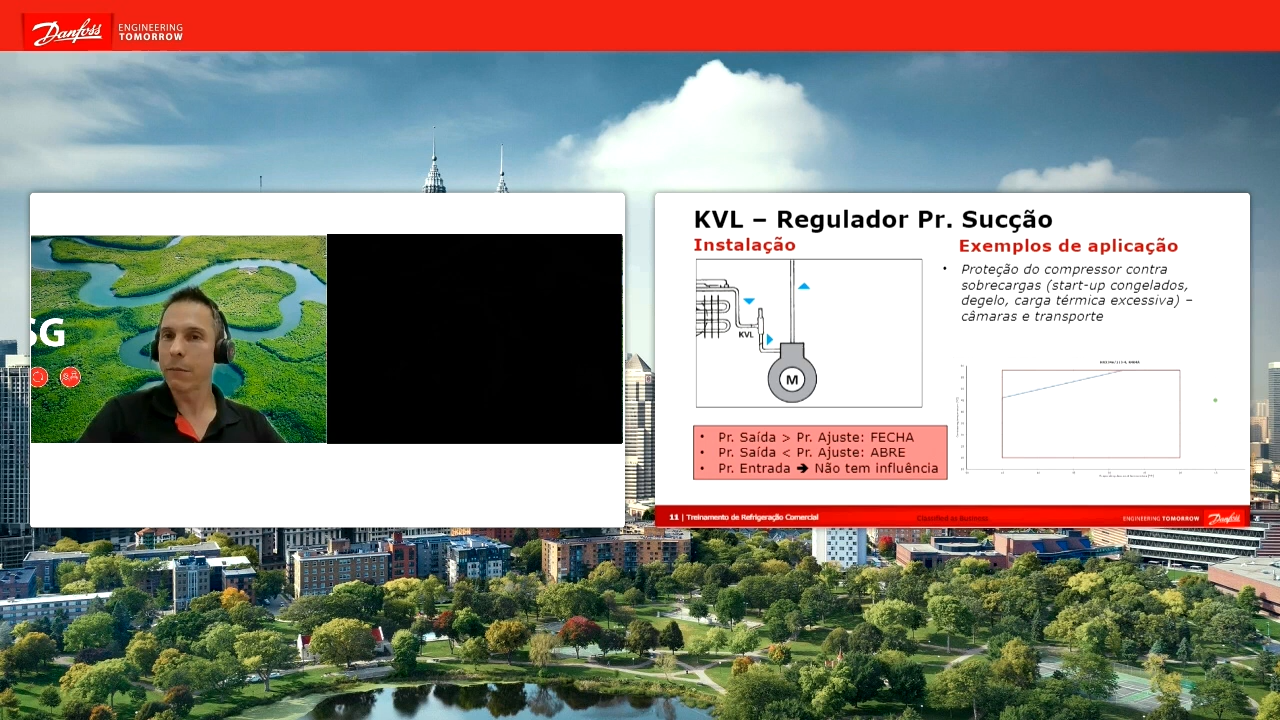 Danfoss
ENGINEERING
TOMORROW
SG
KVL – Regulador Pr. Sucção
Instalação
KVL
M
• Pr. Saída > Pr. Ajuste: FECHA
• Pr. Saída < Pr. Ajuste: ABRE
• Pr. Entrada 🡺 Não tem influência
Exemplos de aplicação
• Proteção do compressor contra
sobrecargas (start-up congelados,
degelo, carga térmica excessiva) –
câmaras e transporte
11 | Treinamento de Refrigeração Comercial
Classified as Business
ENGINEERING TOMORROW
Danfoss